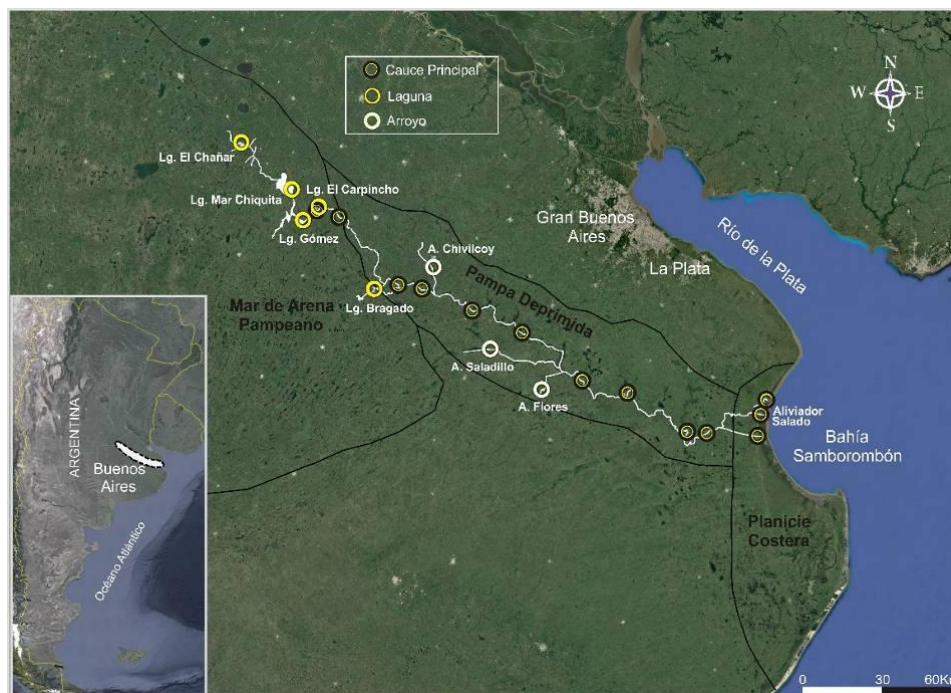 Cauce Principal
Laguna
Arroyo
N
W
E
S
Lg. El Chañar
Lg. Mar Chiquita
Lg. El Carpincho
Lg. Gómez
Gran Buenos
Aires
Río de la Plata
A. Chivilcoy
La Plata
Pampa Deprimida
Lg. Bragado
Mar de Arena
Pampeano
A. Saladillo
A. Flores
Aliviador
Salado
Bahía
Samborombón
Planicie
Costera
ARGENTINA
Buenos
Aires
Océano Atlántico
0 30 60K